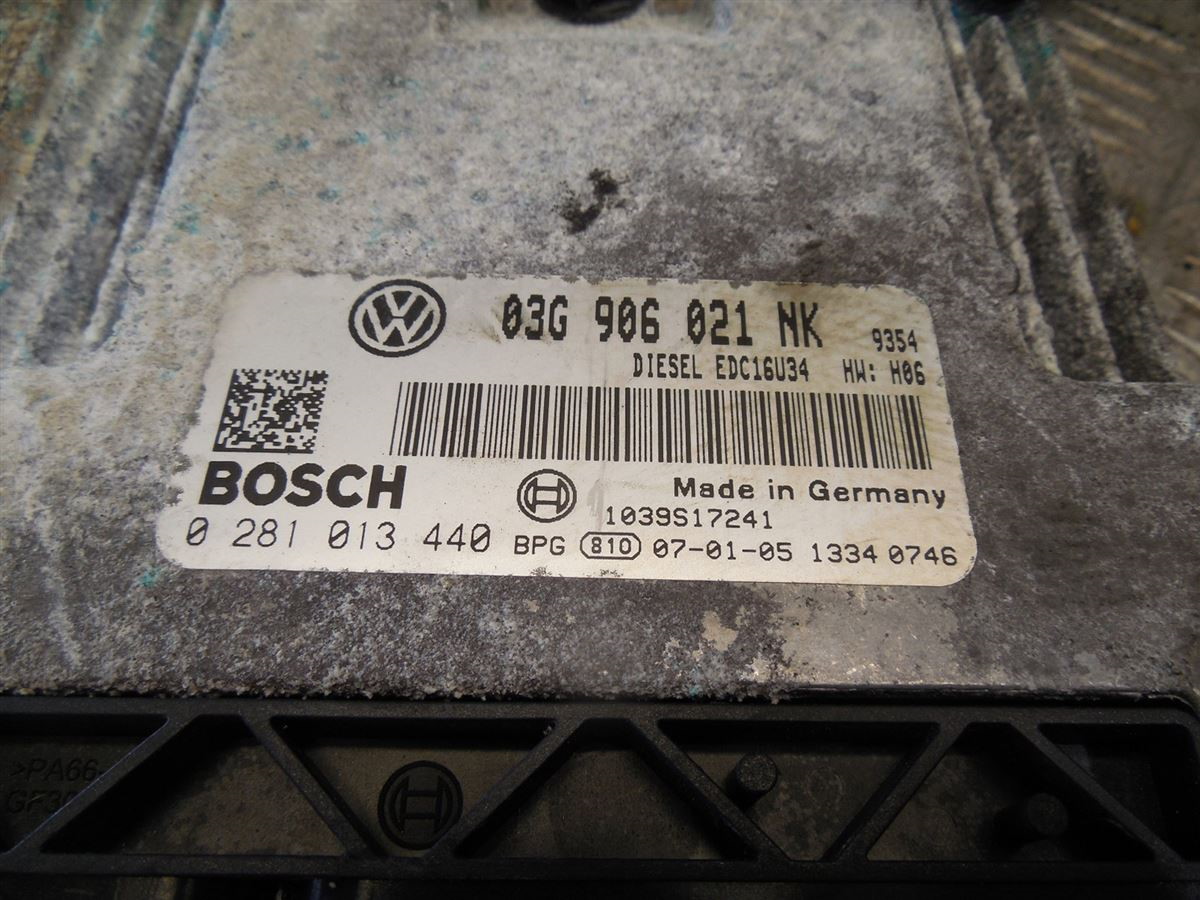 03G 906 021 NK 9354
DIESEL EDC16U34 HW: H06
BOSCH
Made in Germany
1039S17241
0 281 013 440 BPG 810 07-01-05 1334 0746
>PA66